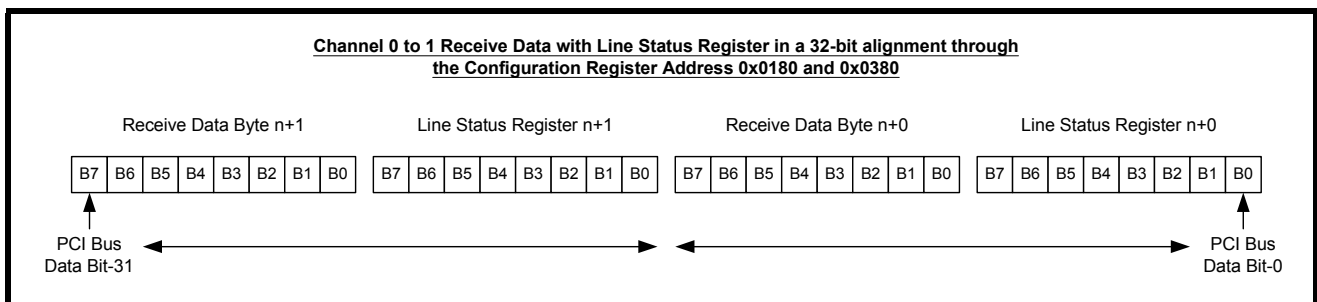 Channel 0 to 1 Receive Data with Line Status Register in a 32-bit alignment through
the Configuration Register Address 0x0180 and 0x0380
Receive Data Byte n+1 Line Status Register n+1 Receive Data Byte n+0 Line Status Register n+0
B7 B6 B5 B4 B3 B2 B1 B0 B7 B6 B5 B4 B3 B2 B1 B0 B7 B6 B5 B4 B3 B2 B1 B0 B7 B6 B5 B4 B3 B2 B1 B0
PCI Bus
Data Bit-31
PCI Bus
Data Bit-0